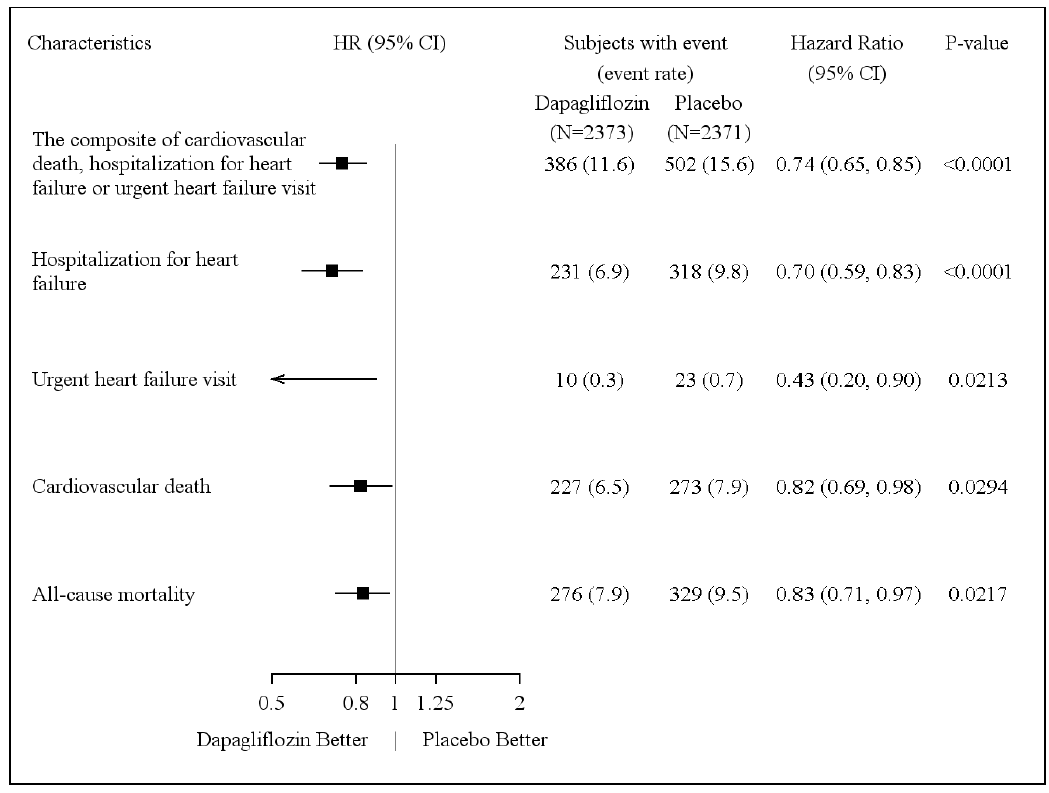 Characteristics HR (95% CI) Subjects with event Hazard Ratio P-value
(event rate) (95% CI)
Dapagliflozin Placebo
(N=2373) (N=2371)
The composite of cardiovascular
death, hospitalization for heart 386 (11.6) 502 (15.6) 0.74 (0.65, 0.85) <0.0001
failure or urgent heart failure visit
Hospitalization for heart
failure 231 (6.9) 318 (9.8) 0.70 (0.59, 0.83) <0.0001
Urgent heart failure visit 10 (0.3) 23 (0.7) 0.43 (0.20, 0.90) 0.0213
Cardiovascular death 227 (6.5) 273 (7.9) 0.82 (0.69, 0.98) 0.0294
All-cause mortality 276 (7.9) 329 (9.5) 0.83 (0.71, 0.97) 0.0217
0.5 0.8 1 1.25 2
Dapagliflozin Better | Placebo Better